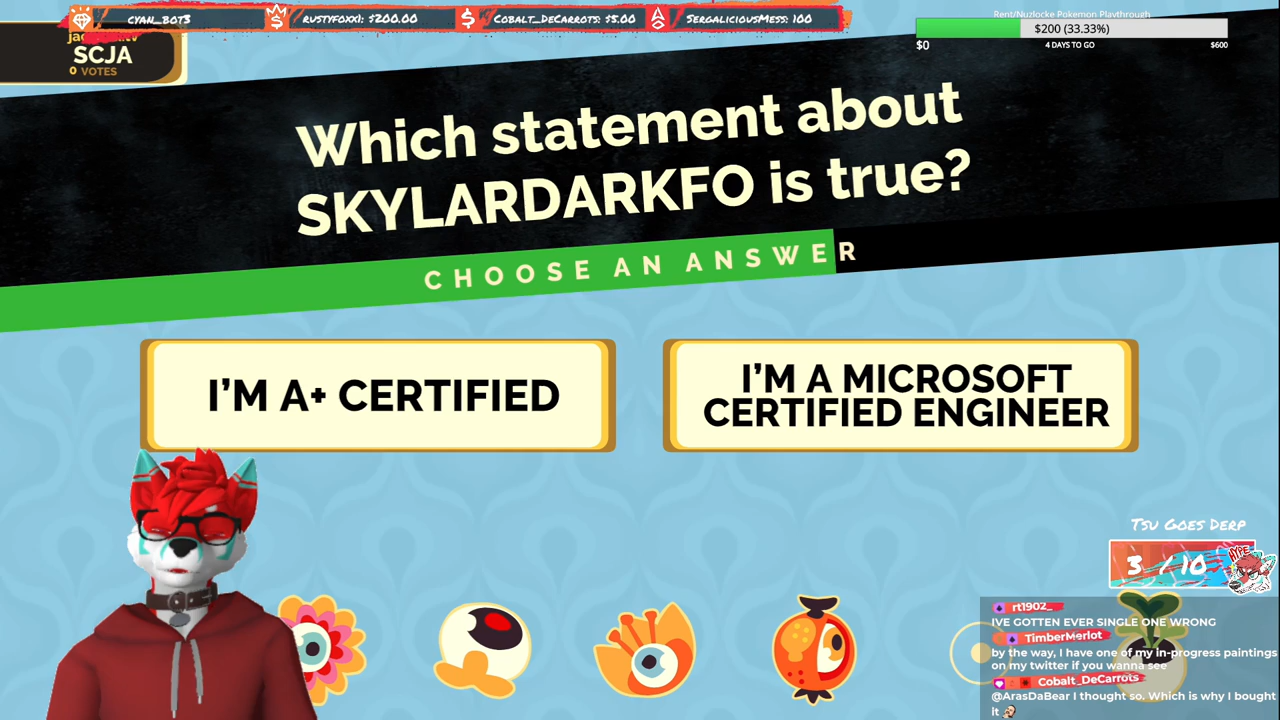 CYAN_BOT3
RUSTYFOXXI: $200.00
COBALT_DECARROTS: $5.00
SERGALICIOUSMESS: 100
SCJA
0 VOTES
Rent/Nuzlocke Pokemon Playthrough
$200 (33.33%)
$0
4 DAYS TO GO
$600
Which statement about
SKYLARDARKFO is true?
CHOOSE AN ANSWER
I'M A+ CERTIFIED
I'M A MICROSOFT
CERTIFIED ENGINEER
TSU GOES DERP
3 / 10
HYPE
rt1902_
IVE GOTTEN EVER SINGLE ONE WRONG
TimberMerlot
by the way, I have one of my in-progress paintings
on my twitter if you wanna see
Cobalt_DeCarrots
@ArasDaBear I thought so. Which is why I bought
it